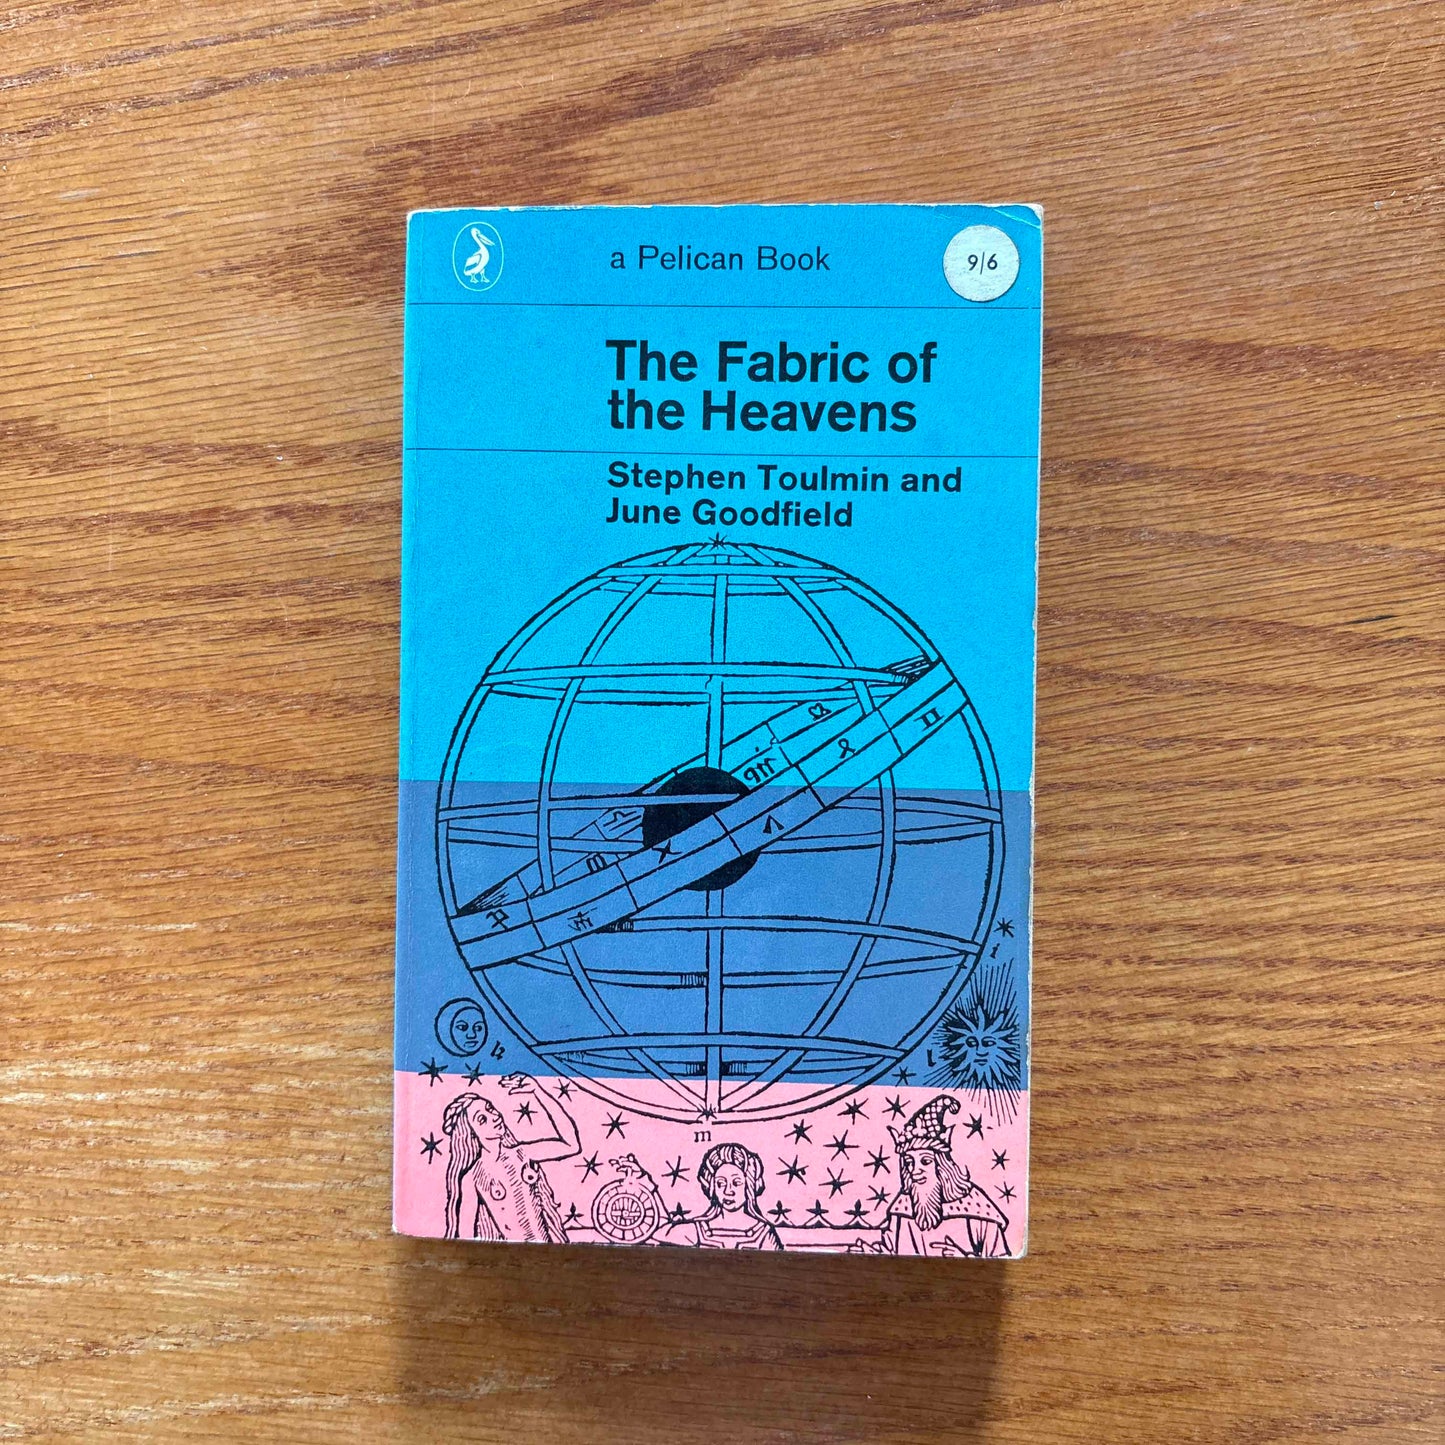 a Pelican Book
9/6
The Fabric of
the Heavens
Stephen Toulmin and
June Goodfield
m